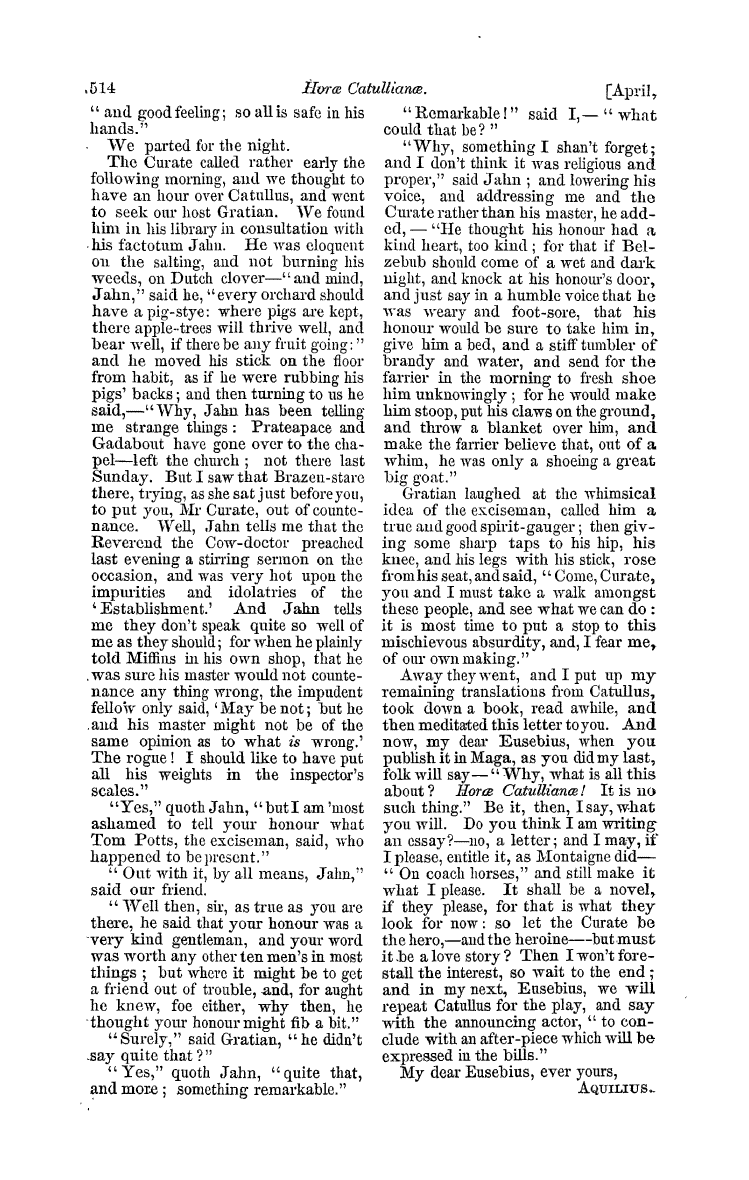 514
Horæ Catullianæ.
[April,
“ and good feeling; so all is safe in his
hands.”
We parted for the night.
The Curate called rather early the
following morning, and we thought to
have an hour over Catullus, and went
to seek our host Gratian. We found
him in his library in consultation with
his factotum Jahn. He was eloquent
on the salting, and not burning his
weeds, on Dutch clover—“and mind,
Jahn,” said he, “every orchard should
have a pig-stye: where pigs are kept,
there apple-trees will thrive well, and
bear well, if there be any fruit going:”
and he moved his stick on the floor
from habit, as if he were rubbing his
pigs’ backs; and then turning to us he
said,—“Why, Jahn has been telling
me strange things: Prateapace and
Gadabout have gone over to the cha-
pel—left the church; not there last
Sunday. But I saw that Brazen-stare
there, trying, as she sat just before you,
to put you, Mr Curate, out of counte-
nance. Well, Jahn tells me that the
Reverend the Cow-doctor preached
last evening a stirring sermon on the
occasion, and was very hot upon the
impurities and idolatries of the
‘Establishment.’ And Jahn tells
me they don’t speak quite so well of
me as they should; for when he plainly
told Miffins in his own shop, that he
was sure his master would not counte-
nance any thing wrong, the impudent
fellow only said, ‘May be not; but he
and his master might not be of the
same opinion as to what is wrong.’
The rogue! I should like to have put
all his weights in the inspector’s
scales.”
“Yes,” quoth Jahn, “but I am ’most
ashamed to tell your honour what
Tom Potts, the exciseman, said, who
happened to be present.”
“Out with it, by all means, Jahn,”
said our friend.
“Well then, sir, as true as you are
there, he said that your honour was a
very kind gentleman, and your word
was worth any other ten men’s in most
things; but where it might be to get
a friend out of trouble, and, for aught
he knew, foe either, why then, he
thought your honour might fib a bit.”
“Surely,” said Gratian, “he didn’t
say quite that?”
“Yes,” quoth Jahn, “quite that,
and more; something remarkable.”
“Remarkable!” said I,—“what
could that be?”
“Why, something I shan’t forget;
and I don’t think it was religious and
proper,” said Jahn; and lowering his
voice, and addressing me and the
Curate rather than his master, he add-
ed,—“He thought his honour had a
kind heart, too kind; for that if Bel-
zebub should come of a wet and dark
night, and knock at his honour’s door,
and just say in a humble voice that he
was weary and foot-sore, that his
honour would be sure to take him in,
give him a bed, and a stiff tumbler of
brandy and water, and send for the
farrier in the morning to fresh shoe
him unknowingly; for he would make
him stoop, put his claws on the ground,
and throw a blanket over him, and
make the farrier believe that, out of a
whim, he was only a shoeing a great
big goat.”
Gratian laughed at the whimsical
idea of the exciseman, called him a
true and good spirit-gauger; then giv-
ing some sharp taps to his hip, his
knee, and his legs with his stick, rose
from his seat, and said, “Come, Curate,
you and I must take a walk amongst
these people, and see what we can do:
it is most time to put a stop to this
mischievous absurdity, and, I fear me,
of our own making.”
Away they went, and I put up my
remaining translations from Catullus,
took down a book, read awhile, and
then meditated this letter to you. And
now, my dear Eusebius, when you
publish it in Maga, as you did my last,
folk will say—“Why, what is all this
about? Horæ Catullianæ! It is no
such thing.” Be it, then, I say, what
you will. Do you think I am writing
an essay?—no, a letter; and I may, if
I please, entitle it, as Montaigne did—
“On coach horses,” and still make it
what I please. It shall be a novel,
if they please, for that is what they
look for now: so let the Curate be
the hero,—and the heroine—but must
it be a love story? Then I won’t fore-
stall the interest, so wait to the end;
and in my next, Eusebius, we will
repeat Catullus for the play, and say
with the announcing actor, “to con-
clude with an after-piece which will be
expressed in the bills.”
My dear Eusebius, ever yours,
AQUILIUS.